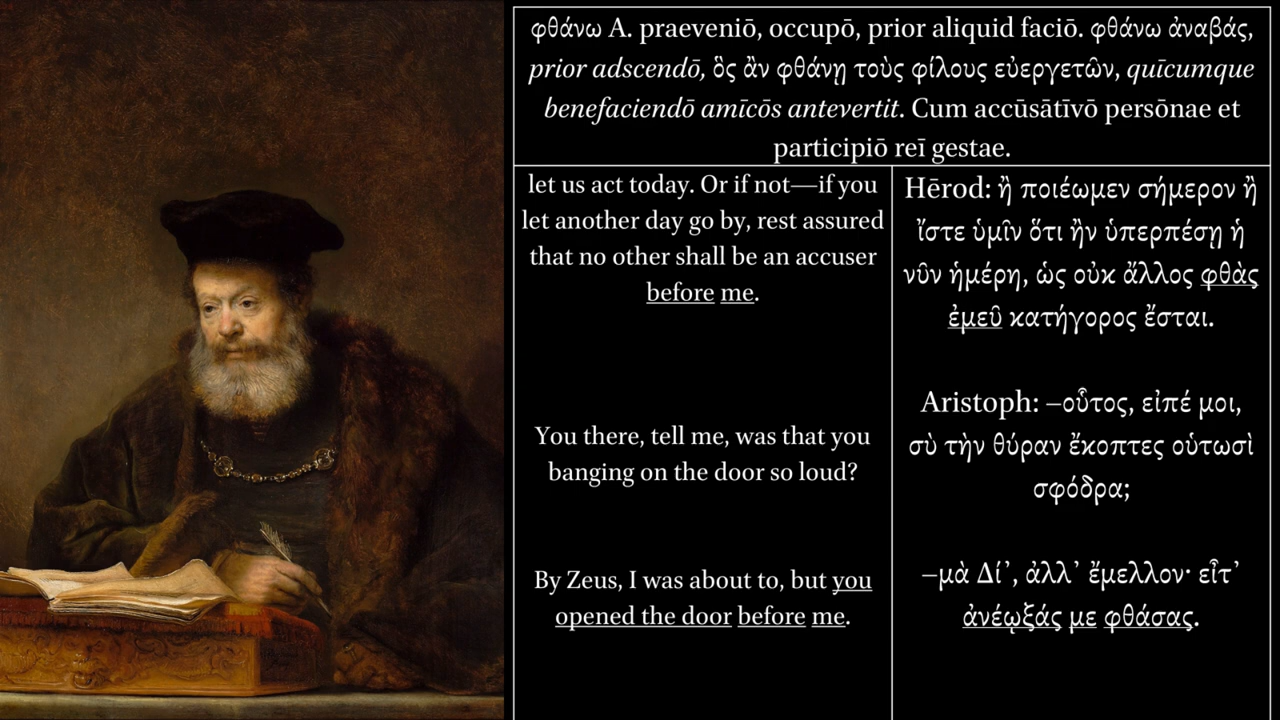 φθάνω A. praeveniō, occupō, prior aliquid faciō. φθάνω ἀναβάς,
prior adscendō, ὃς ἂν φθάνῃ τοὺς φίλους εὐεργετῶν, quīcumque
benefaciendō amīcōs antevertit. Cum accūsātīvō persōnae et
participiō reī gestae.
let us act today. Or if not—if you
let another day go by, rest assured
that no other shall be an accuser
before me.
You there, tell me, was that you
banging on the door so loud?
By Zeus, I was about to, but you
opened the door before me.
Hērod: ἢ ποιέωμεν σήμερον ἢ
ἴστε ὑμῖν ὅτι ἢν ὑπερπέσῃ ἡ
νῦν ἡμέρη, ὡς οὐκ ἄλλος φθὰς
ἐμεῦ κατήγορος ἔσται.
Aristoph: –οὗτος, εἰπέ μοι,
σὺ τὴν θύραν ἔκοπτες οὑτωσὶ
σφόδρα;
–μὰ Δί᾽, ἀλλ᾽ ἔμελλον· εἶτ᾽
ἀνέῳξάς με φθάσας.